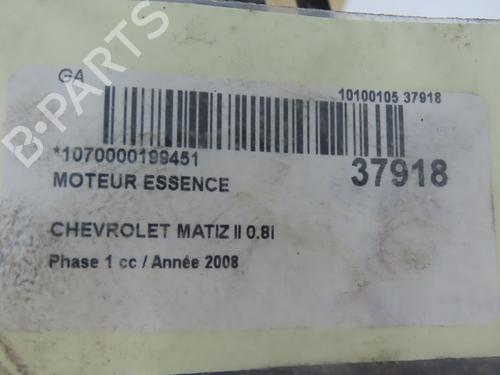 GA
10100105 37918
*1070000199451
37918
MOTEUR ESSENCE
CHEVROLET MATIZ II 0.8i
Phase 1 cc / Année 2008
B-PARTS